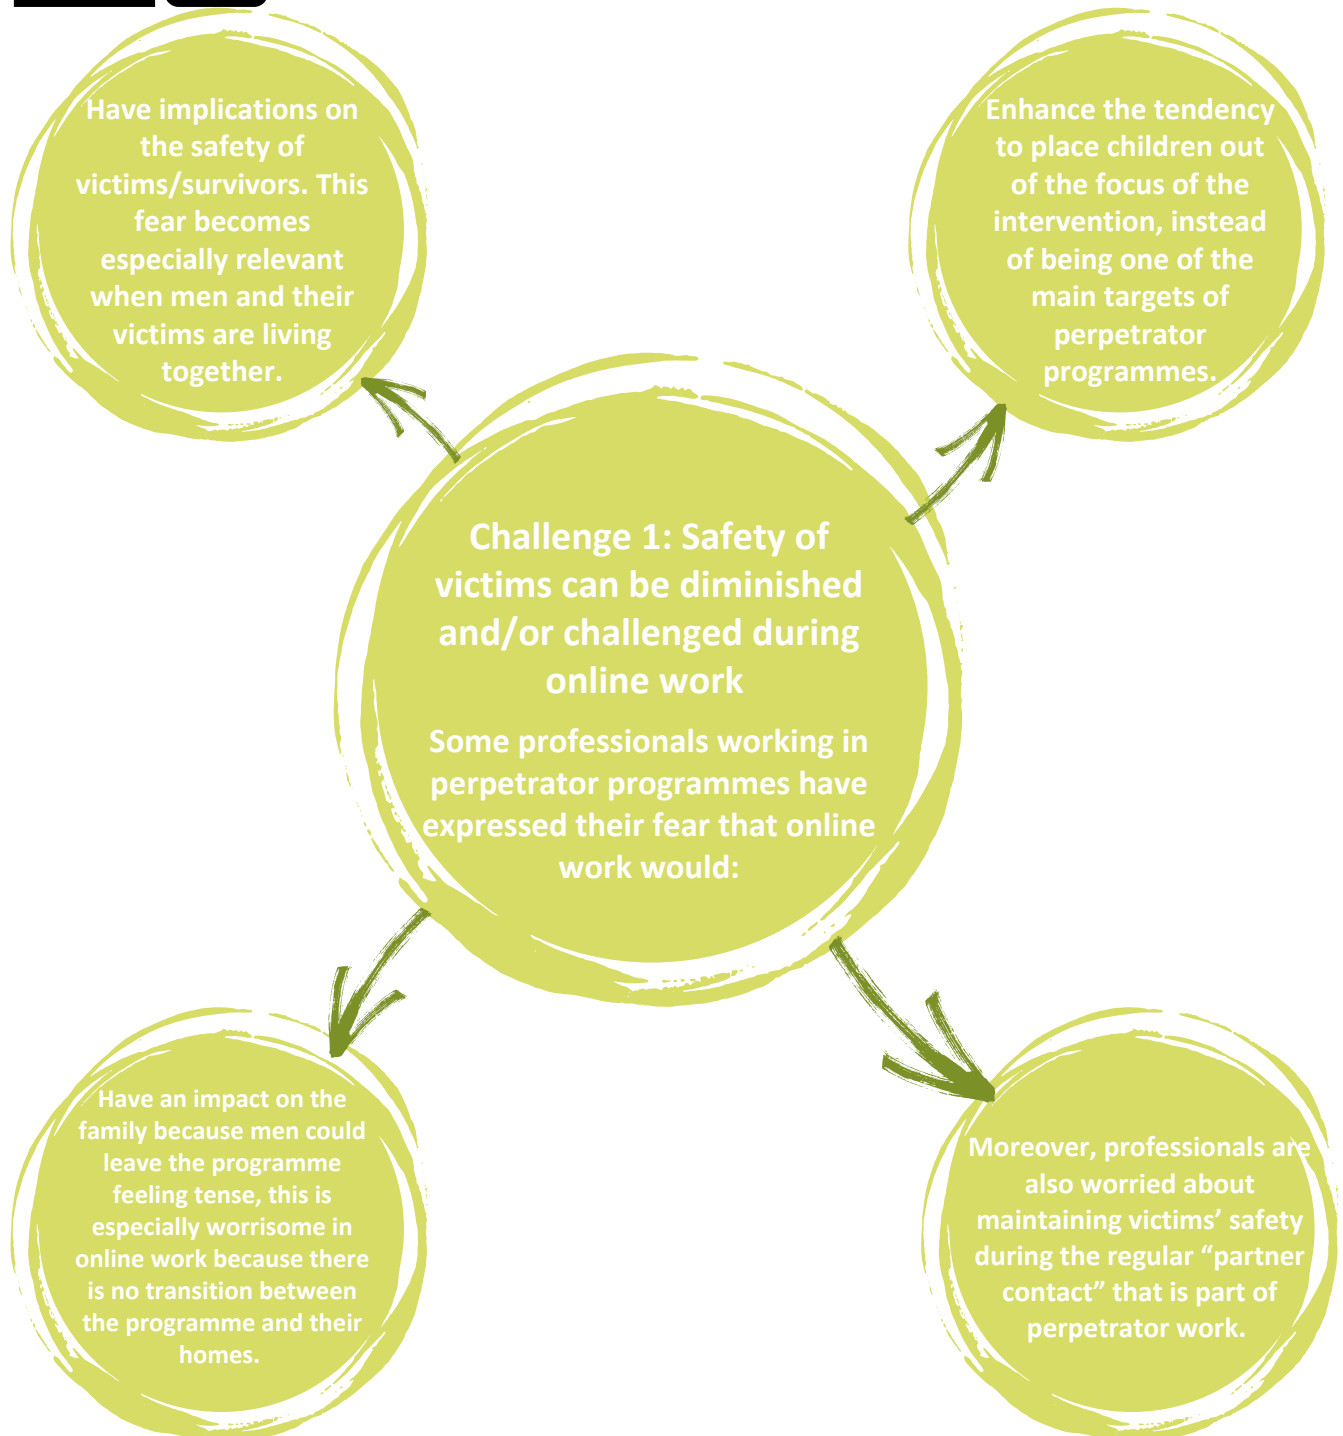 Have implications on
the safety of
victims/survivors. This
fear becomes
especially relevant
when men and their
victims are living
together.
Enhance the tendency
to place children out
of the focus of the
intervention, instead
of being one of the
main targets of
perpetrator
programmes.
Challenge 1: Safety of
victims can be diminished
and/or challenged during
online work
Some professionals working in
perpetrator programmes have
expressed their fear that online
work would:
Have an impact on the
family because men could
leave the programme
feeling tense, this is
especially worrisome in
online work because there
is no transition between
the programme and their
homes.
Moreover, professionals are
also worried about
maintaining victims’ safety
during the regular “partner
contact” that is part of
perpetrator work.